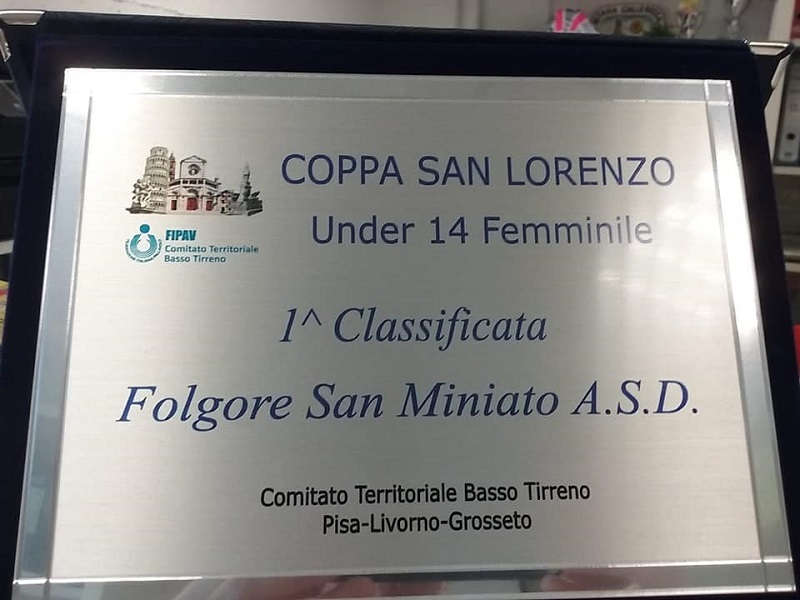 COPPA SAN LORENZO
Under 14 Femminile
FIPAV
Comitato Territoriale
Basso Tirreno
1^ Classificata
Folgore San Miniato A.S.D.
Comitato Territoriale Basso Tirreno
Pisa-Livorno-Grosseto